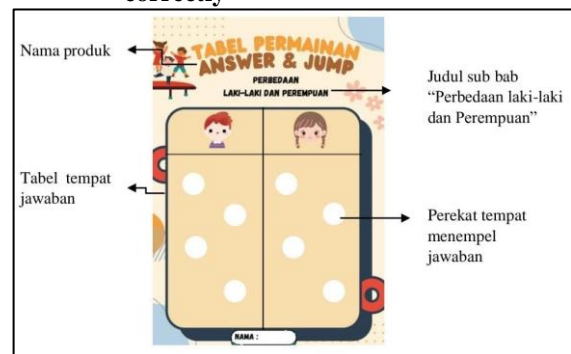 correctly
Nama produk
TABEL PERMAINAN
ANSWER & JUMP
PERBEDAAN
LAKI-LAKI DAN PEREMPUAN
Judul sub bab
“Perbedaan laki-laki
dan Perempuan”
Tabel tempat
jawaban
Perekat tempat
menempel
jawaban
NAMA :